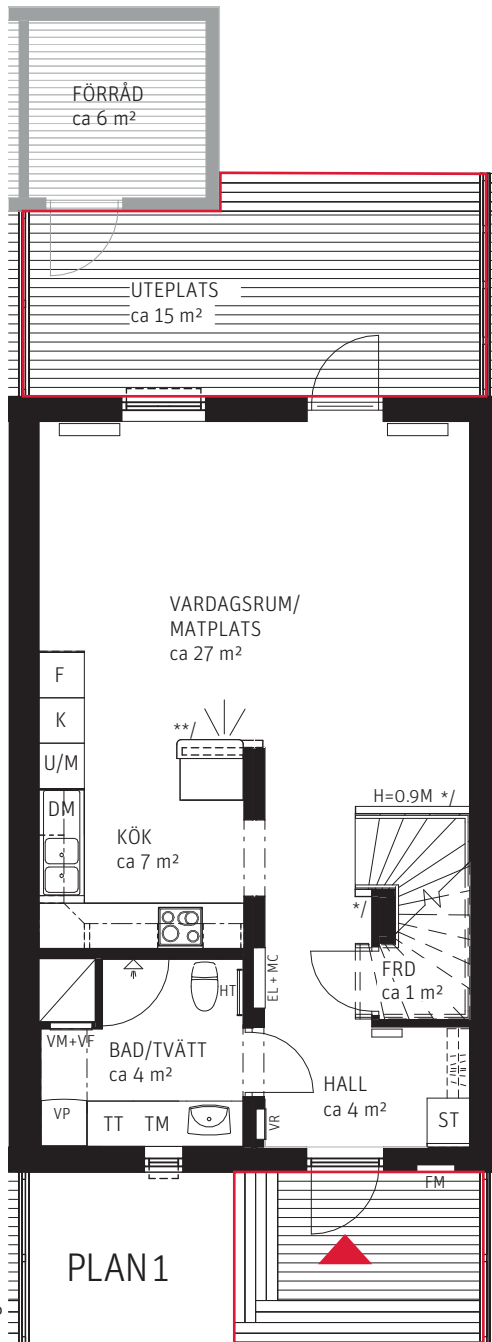 FÖRRÅD
ca 6 m²
UTEPLATS
ca 15 m²
VARDAGSRUM/
MATPLATS
ca 27 m²
F
K
**/
U/M
H=0.9M */
DM
KÖK
ca 7 m²
*/
EL + MC
FRD
ca 1 m²
HT
VM+VF
BAD/TVÄTT
ca 4 m²
HALL
ca 4 m²
VP
TT TM
VR
ST
FM
PLAN 1